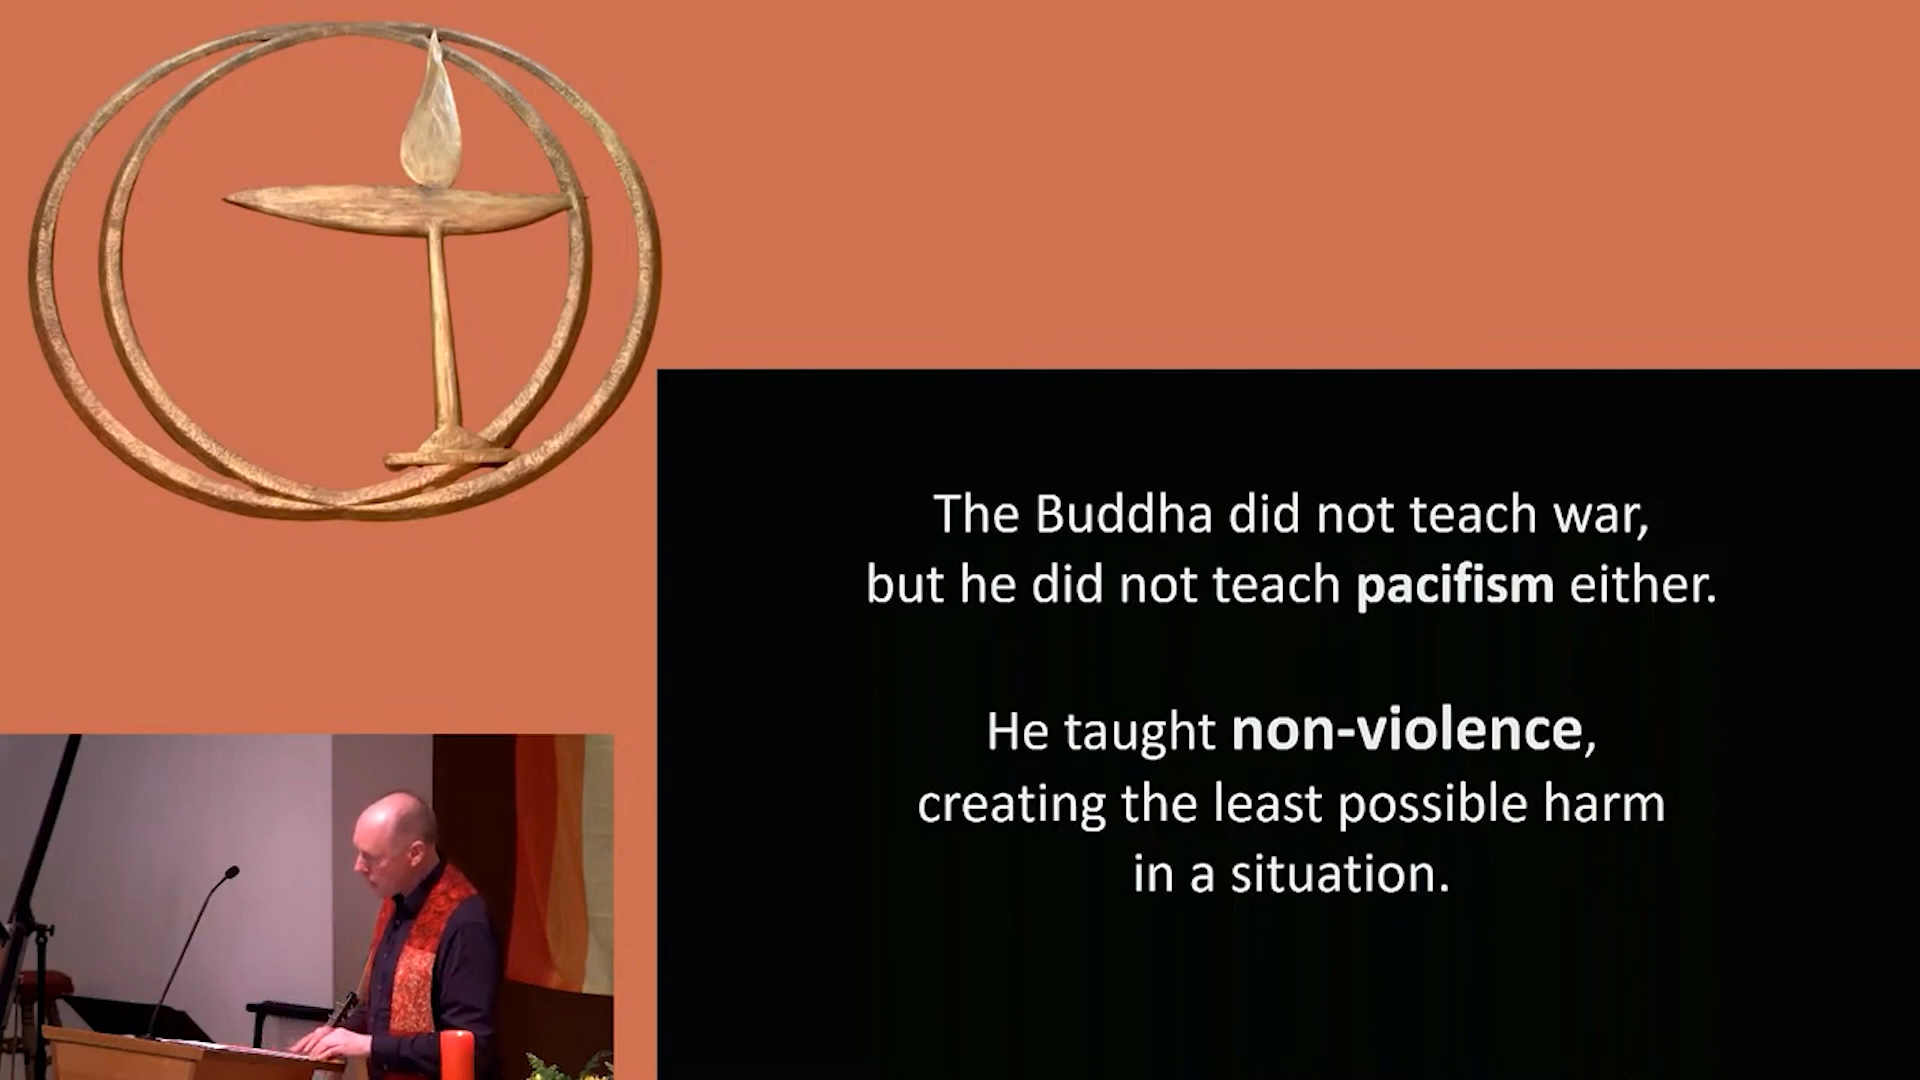 The Buddha did not teach war,
but he did not teach pacifism either.
He taught non-violence,
creating the least possible harm
in a situation.